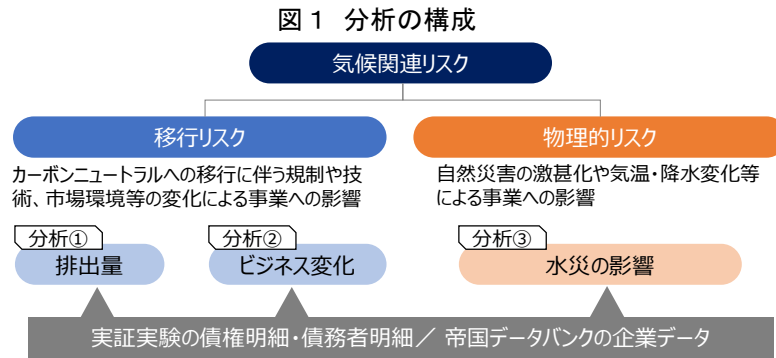 図1 分析の構成
気候関連リスク
移行リスク
物理的リスク
カーボンニュートラルへの移行に伴う規制や技
術、市場環境等の変化による事業への影響
自然災害の激甚化や気温・降水変化等
による事業への影響
分析①
分析②
分析③
排出量
ビジネス変化
水災の影響
実証実験の債権明細・債務者明細／ 帝国データバンクの企業データ